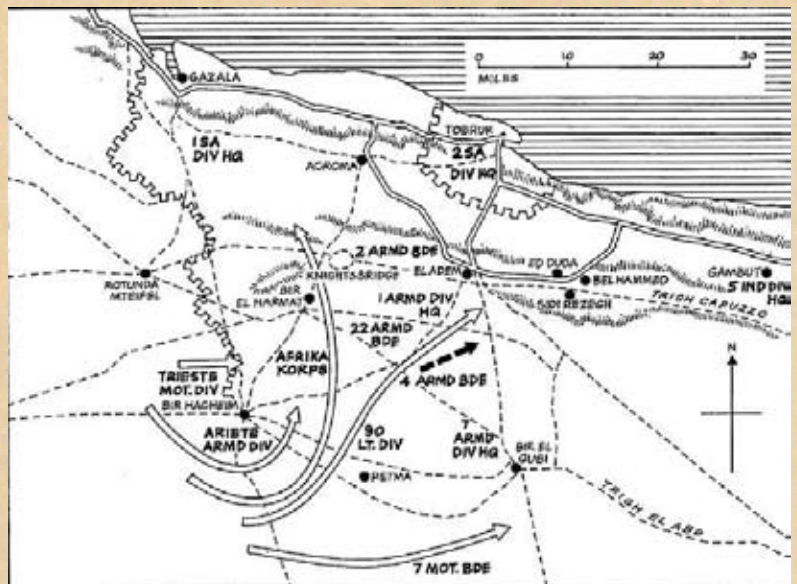 0 10 20 30
MILES
GAZALA
TOBRUK
1 SA
DIV HQ
2 SA
DIV HQ
ACROMA
2 ARMD BDE
KNIGHTSBRIDGE
EL ADEM
ED DUDA
BELHAMMED
GAMBUT
5 IND DIV
HQ
ROTUNDA
MTEIFEL
BIR
EL HARMAT
1 ARMD DIV
HQ
SIDI REZEGH
TRIGH CAPUZZO
22 ARMD
BDE
N
TRIESTE
MOT. DIV
AFRIKA
KORPS
4 ARMD BDE
BIR HACHEIM
ARIETE
ARMD DIV
90
LT. DIV
7
ARMD
DIV HQ
BIR EL
GUBI
RETMA
TRIGH EL ABD
7 MOT. BDE